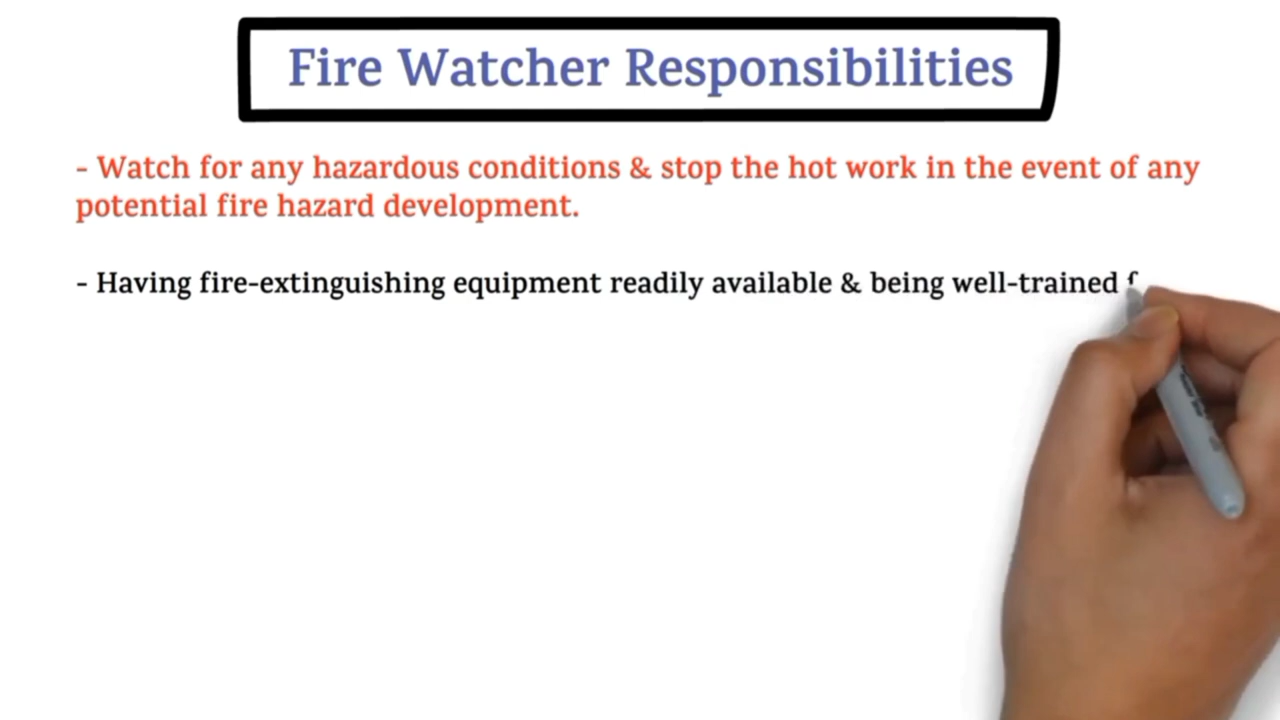 Fire Watcher Responsibilities
- Watch for any hazardous conditions & stop the hot work in the event of any
potential fire hazard development.
- Having fire-extinguishing equipment readily available & being well-trained